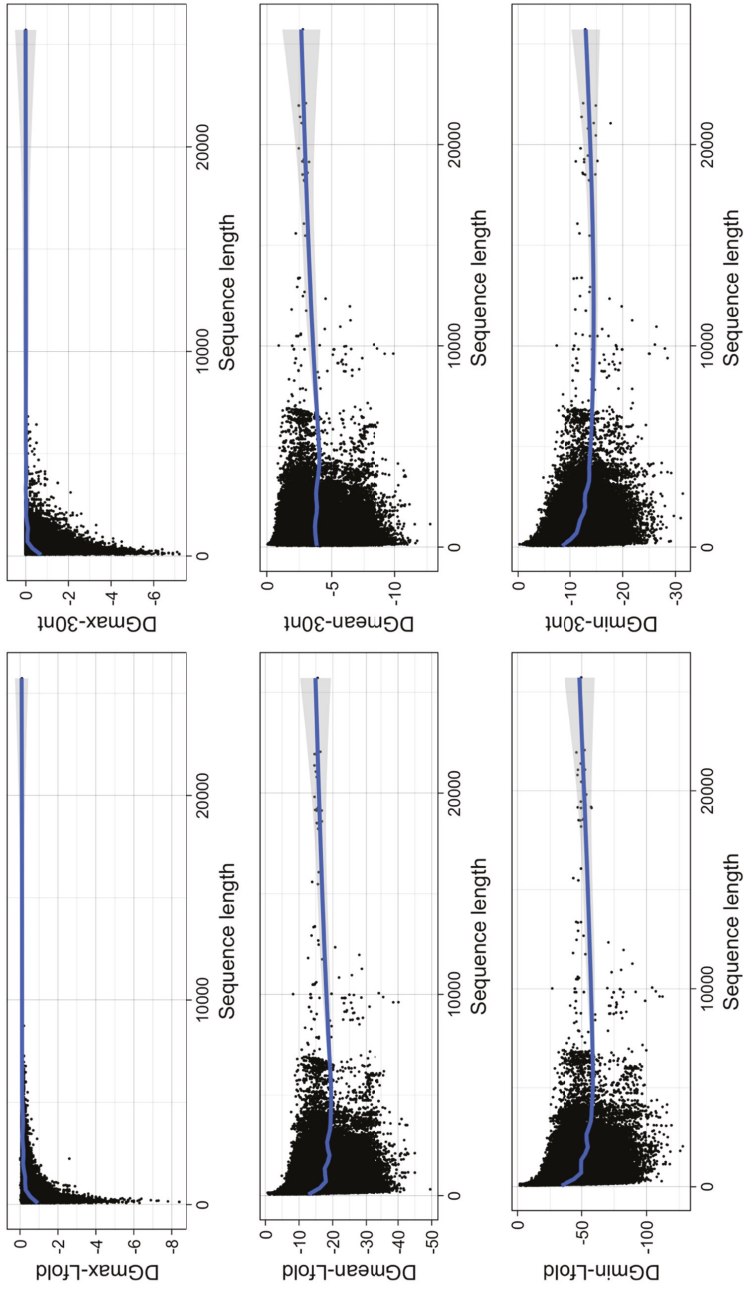 DGmax-Lfold
0
-2
-4
-6
-8
0 10000 20000
Sequence length
DGmax-30nt
0
-2
-4
-6
0 10000 20000
Sequence length
DGmean-Lfold
0
-10
-20
-30
-40
-50
0 10000 20000
Sequence length
DGmean-30nt
0
-5
-10
0 10000 20000
Sequence length
DGmin-Lfold
0
-50
-100
0 10000 20000
Sequence length
DGmin-30nt
0
-10
-20
-30
0 10000 20000
Sequence length